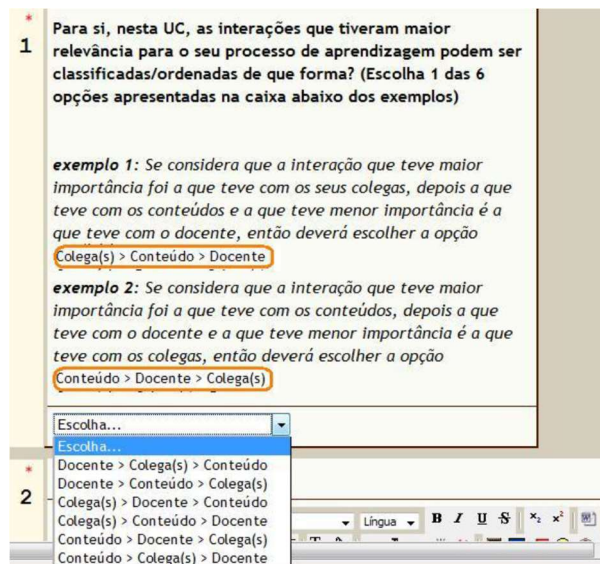 *
1
Para si, nesta UC, as interações que tiveram maior
relevância para o seu processo de aprendizagem podem ser
classificadas/ordenadas de que forma? (Escolha 1 das 6
opções apresentadas na caixa abaixo dos exemplos)
exemplo 1: Se considera que a interação que teve maior
importância foi a que teve com os seus colegas, depois a que
teve com os conteúdos e a que teve menor importância é a
que teve com o docente, então deverá escolher a opção
Colega(s) > Conteúdo > Docente
exemplo 2: Se considera que a interação que teve maior
importância foi a que teve com os conteúdos, depois a que
teve com o docente e a que teve menor importância é a que
teve com os colegas, então deverá escolher a opção
Conteúdo > Docente > Colega(s)
Escolha...
Escolha...
Docente > Colega(s) > Conteúdo
Docente > Conteúdo > Colega(s)
Colega(s) > Docente > Conteúdo
Colega(s) > Conteúdo > Docente
Conteúdo > Docente > Colega(s)
Conteúdo > Colega(s) > Docente
*
2
Língua B I U S x₂ x²